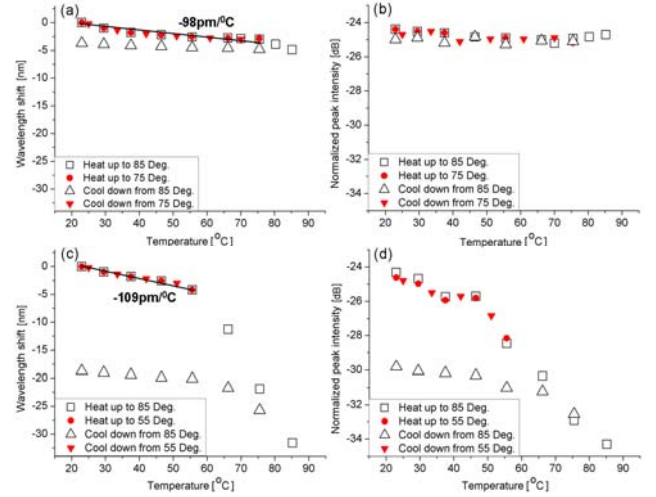 (a)
-98pm/⁰C
Wavelength shift [nm]
0
-5
-10
-15
-20
-25
-30
Heat up to 85 Deg.
Heat up to 75 Deg.
Cool down from 85 Deg.
Cool down from 75 Deg.
20 30 40 50 60 70 80 90
Temperature [°C]
(b)
Normalized peak intensity [dB]
-24
-26
-28
-30
-32
-34
Heat up to 85 Deg.
Heat up to 75 Deg.
Cool down from 85 Deg.
Cool down from 75 Deg.
20 30 40 50 60 70 80 90
Temperature [°C]
(c)
-109pm/⁰C
Wavelength shift [nm]
0
-5
-10
-15
-20
-25
-30
Heat up to 85 Deg.
Heat up to 55 Deg.
Cool down from 85 Deg.
Cool down from 55 Deg.
20 30 40 50 60 70 80 90
Temperature [°C]
(d)
Normalized peak intensity [dB]
-24
-26
-28
-30
-32
-34
Heat up to 85 Deg.
Heat up to 55 Deg.
Cool down from 85 Deg.
Cool down from 55 Deg.
20 30 40 50 60 70 80 90
Temperature [°C]